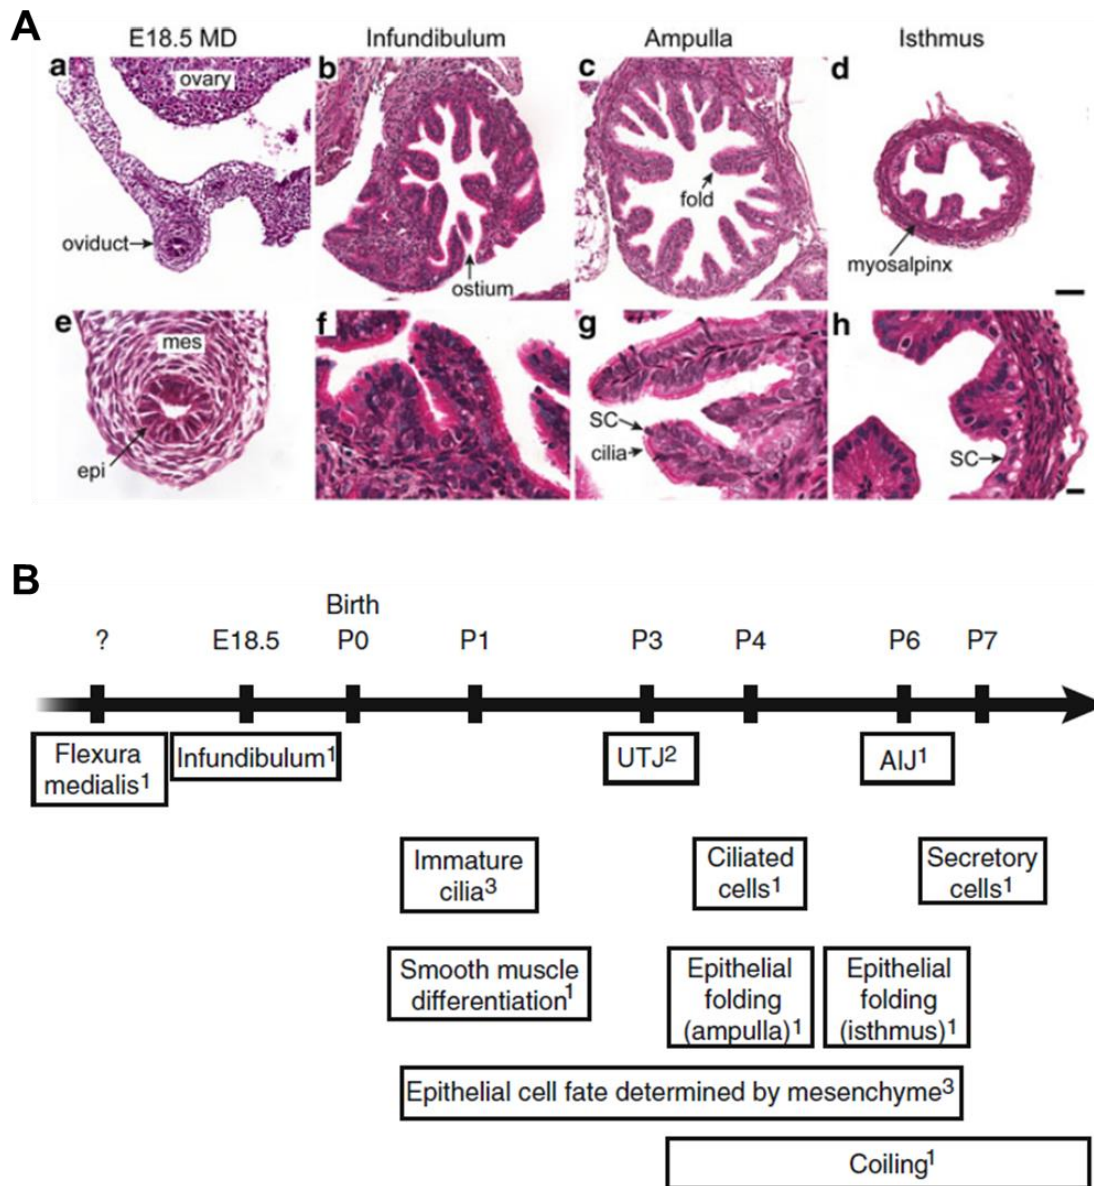 A
E18.5 MD
Infundibulum
Ampulla
Isthmus
a
ovary
oviduct
b
ostium
c
fold
d
myosalpinx
e
mes
epi
f
g
SC
cilia
h
SC
B
Birth
? E18.5 P0 P1 P3 P4 P6 P7
Flexura
medialis1
Infundibulum1
UTJ2
AIJ1
Immature
cilia3
Ciliated
cells1
Secretory
cells1
Smooth muscle
differentiation1
Epithelial
folding
(ampulla)1
Epithelial
folding
(isthmus)1
Epithelial cell fate determined by mesenchyme3
Coiling1